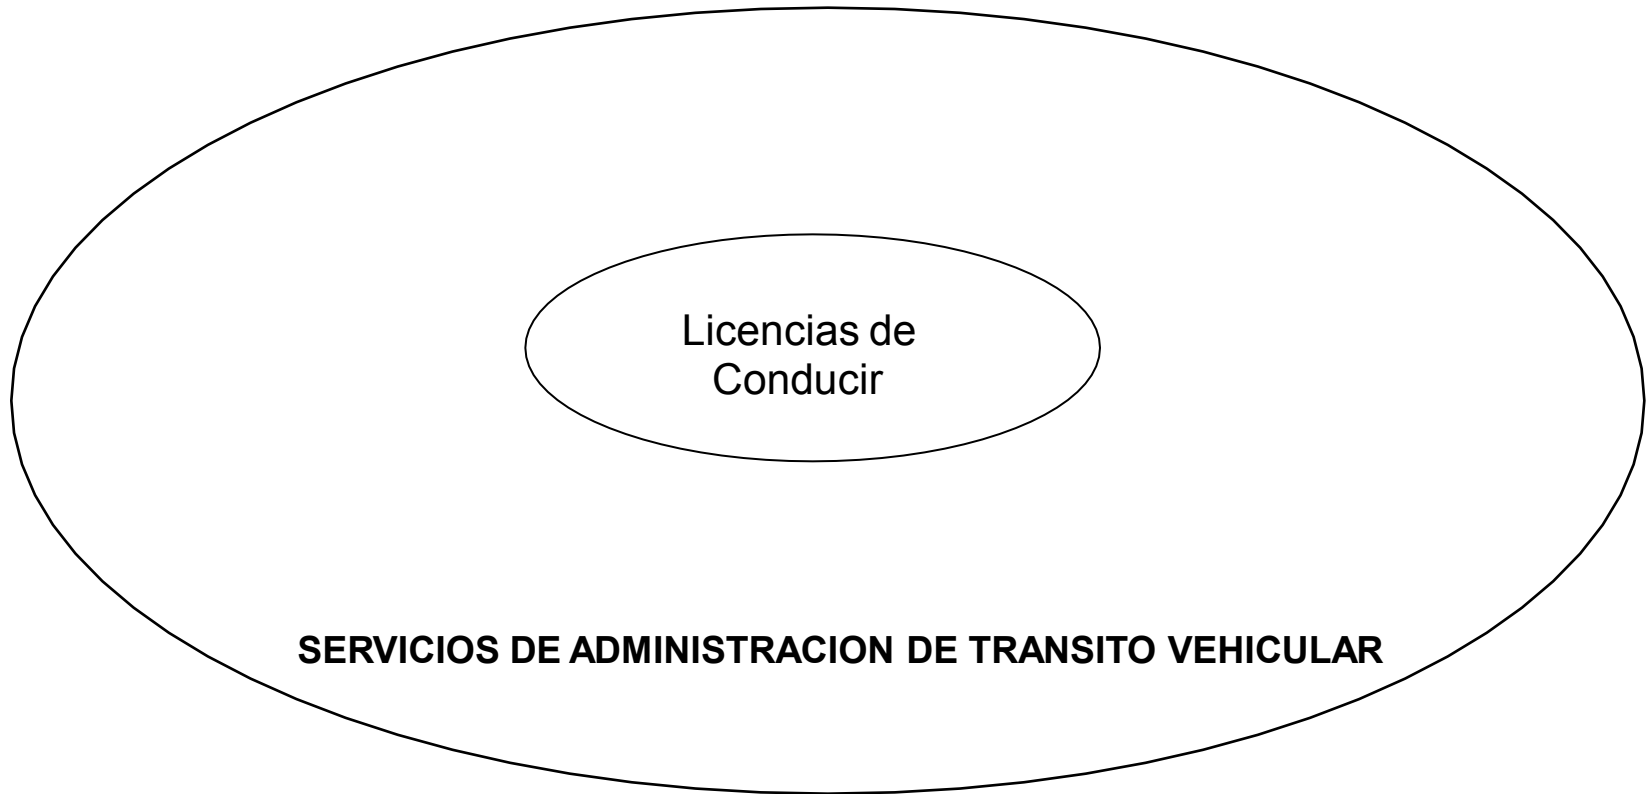 Licencias de
Conducir
SERVICIOS DE ADMINISTRACION DE TRANSITO VEHICULAR